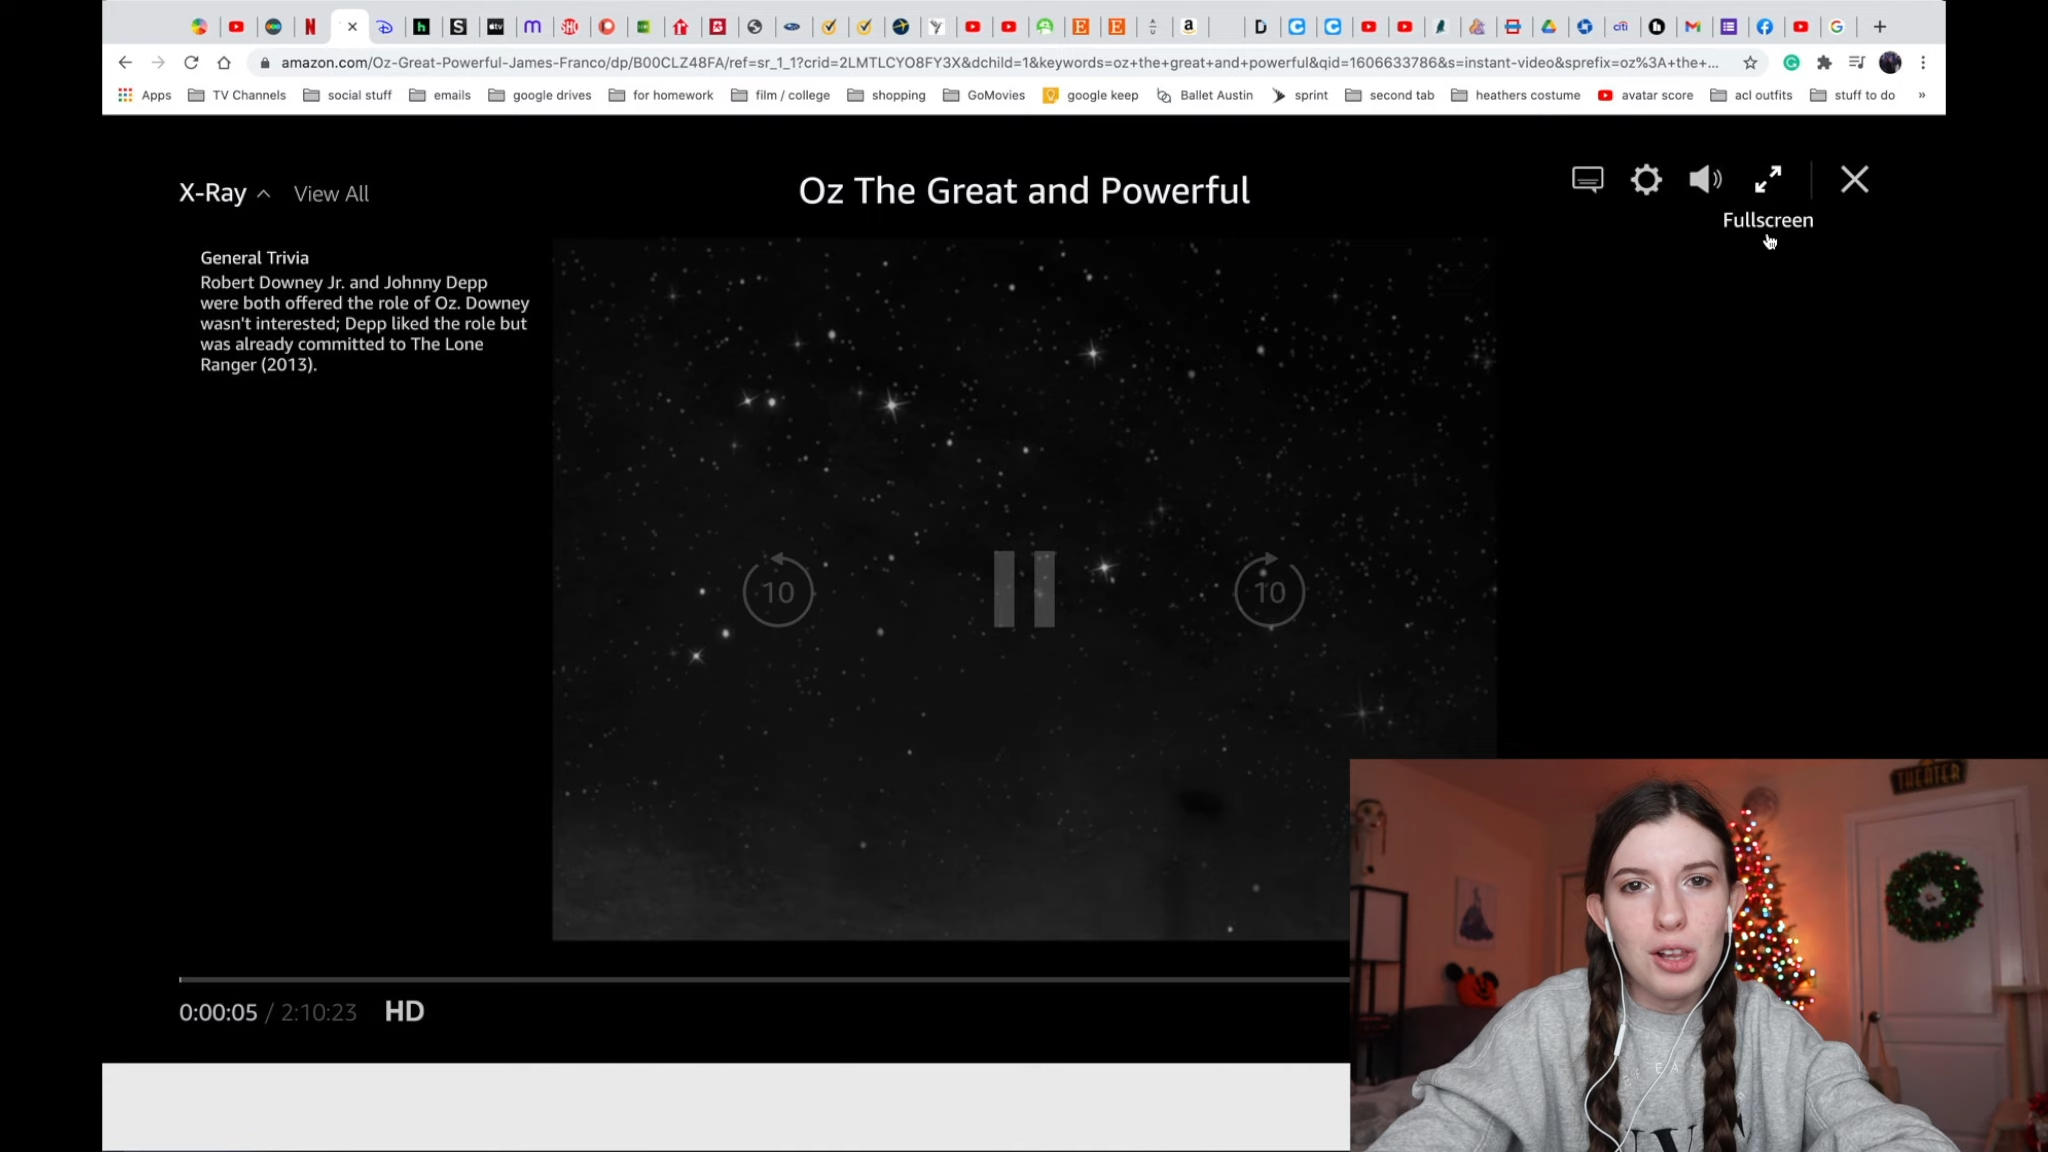 amazon.com/Oz-Great-Powerful-James-Franco/dp/B00CLZ48FA/ref=sr_1_1?crid=2LMTLCYO8FY3X&dchild=1&keywords=oz+the+great+and+powerful&qid=1606633786&s=instant-video&sprefix=oz%3A+the+...
Apps TV Channels social stuff emails google drives for homework film / college shopping GoMovies google keep Ballet Austin sprint second tab heathers costume avatar score acl outfits stuff to do »
X-Ray View All
Oz The Great and Powerful
Fullscreen
General Trivia
Robert Downey Jr. and Johnny Depp
were both offered the role of Oz. Downey
wasn't interested; Depp liked the role but
was already committed to The Lone
Ranger (2013).
10
10
THEATER
0:00:05 / 2:10:23 HD